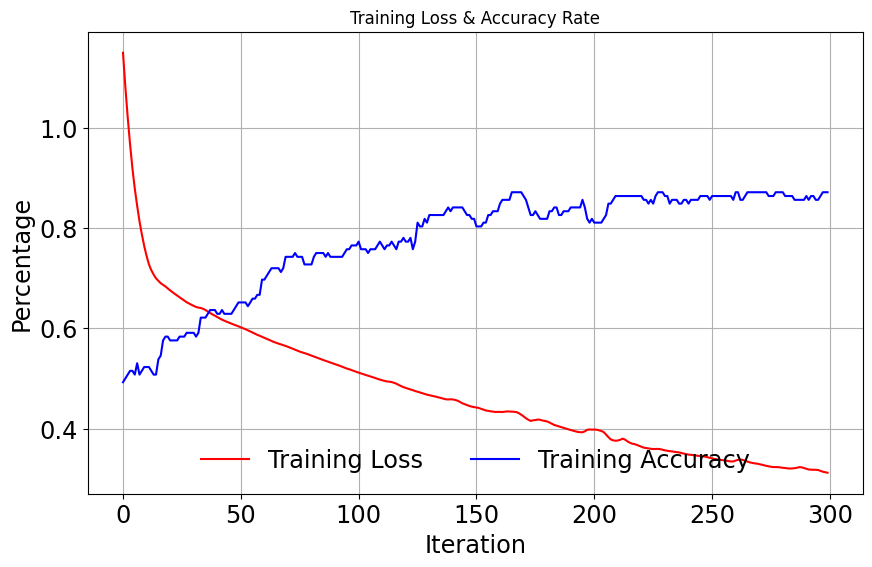 Training Loss & Accuracy Rate
Percentage
1.0
0.8
0.6
0.4
Training Loss
Training Accuracy
0 50 100 150 200 250 300
Iteration